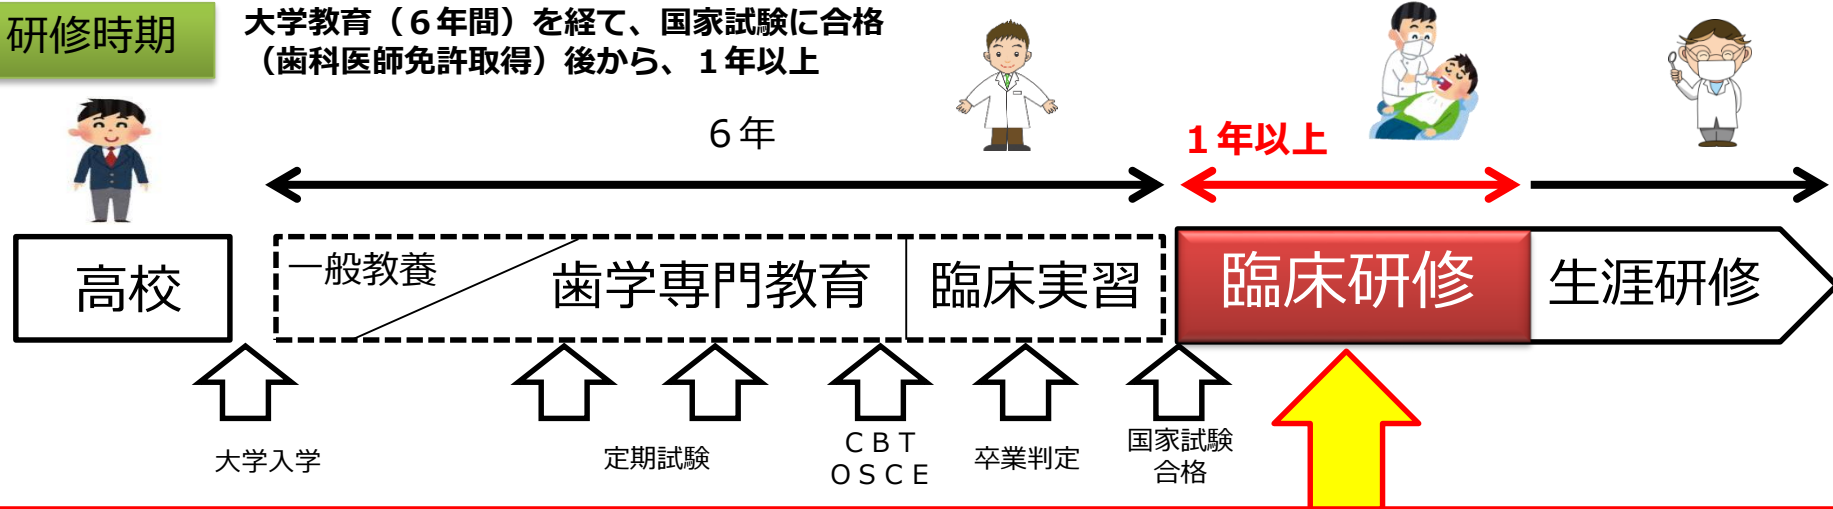 研修時期
大学教育（６年間）を経て、国家試験に合格
（歯科医師免許取得）後から、１年以上
６年
１年以上
高校
一般教養
歯学専門教育
臨床実習
臨床研修
生涯研修
大学入学
定期試験
ＣＢＴ
ＯＳＣＥ
卒業判定
国家試験
合格